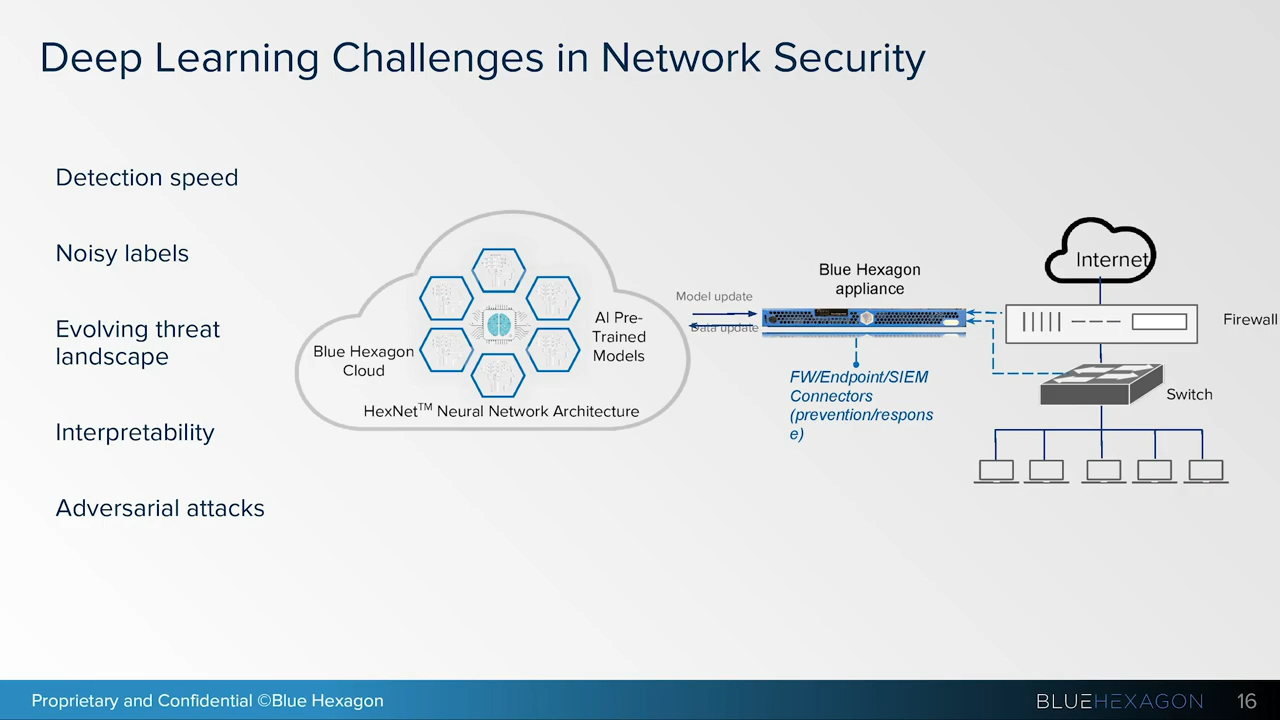 Deep Learning Challenges in Network Security
Detection speed
Noisy labels
Evolving threat
landscape
Interpretability
Adversarial attacks
Blue Hexagon
Cloud
AI Pre-
Trained
Models
HexNetTM Neural Network Architecture
Model update
Data update
Blue Hexagon
appliance
FW/Endpoint/SIEM
Connectors
(prevention/respons
e)
Internet
Firewall
Switch
Proprietary and Confidential ©Blue Hexagon
BLUEHEXAGON
16